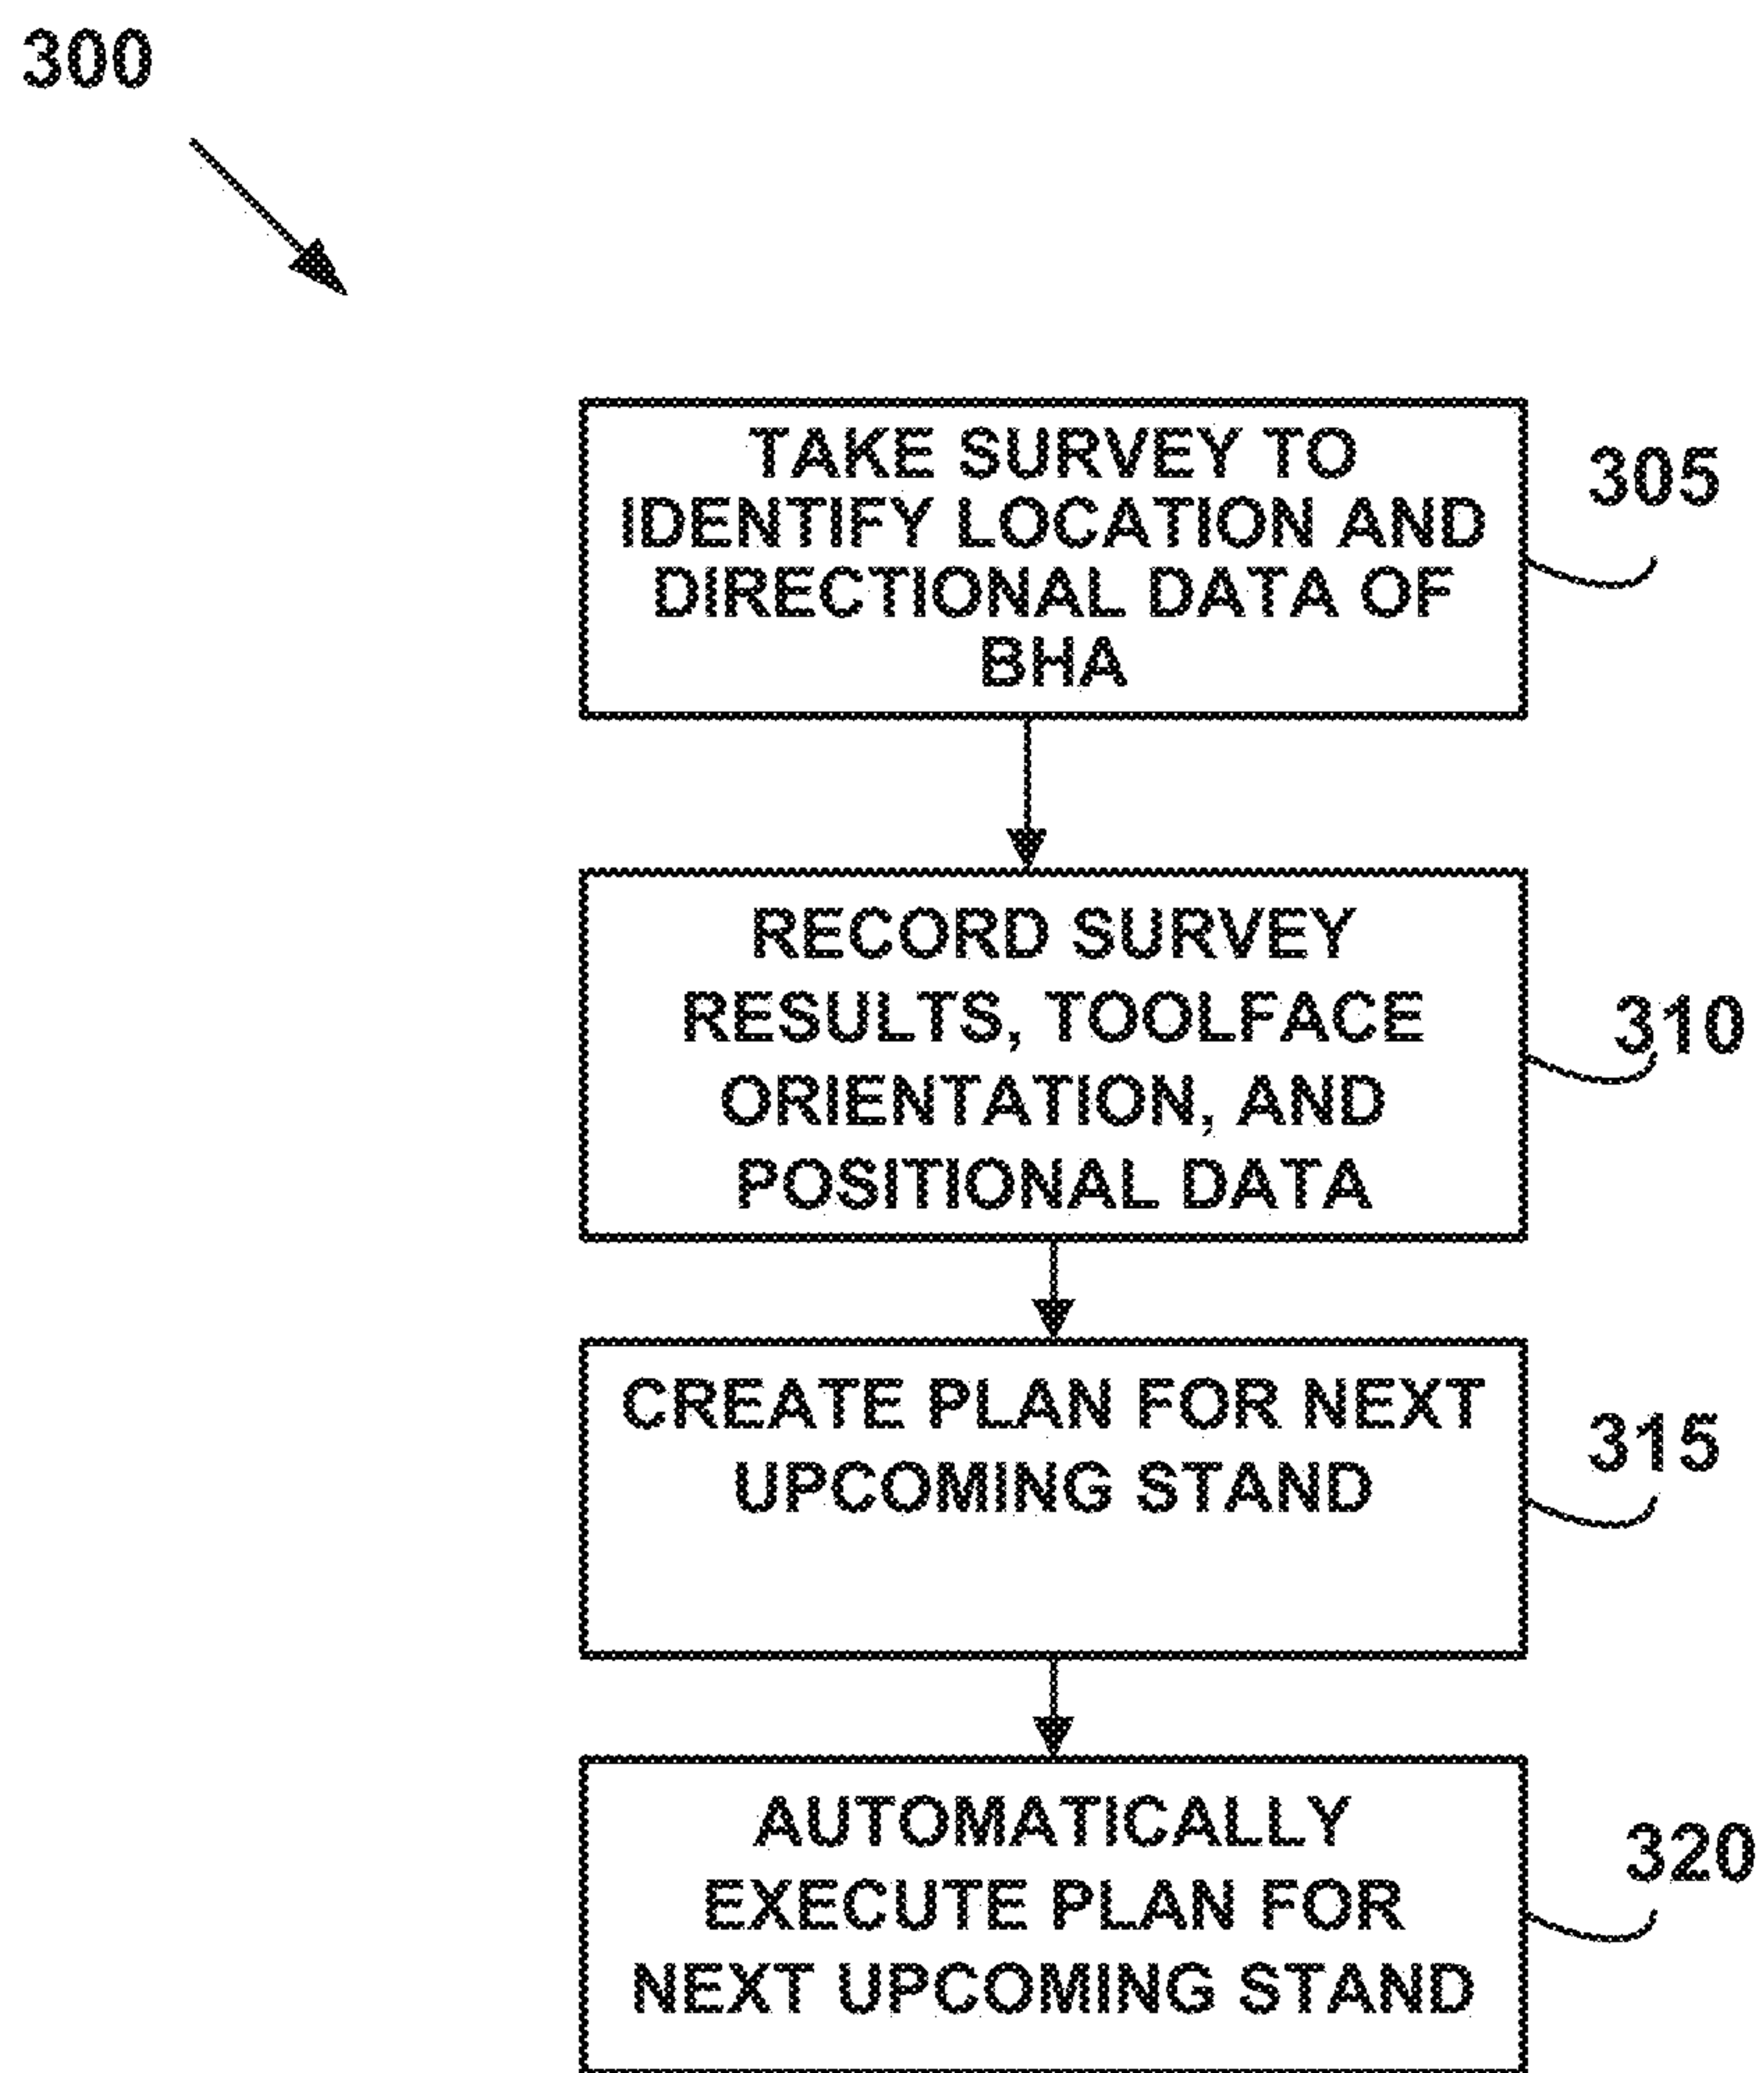 300
TAKE SURVEY TO
IDENTIFY LOCATION AND
DIRECTIONAL DATA OF
BHA
305
RECORD SURVEY
RESULTS, TOOLFACE
ORIENTATION, AND
POSITIONAL DATA
310
CREATE PLAN FOR NEXT
UPCOMING STAND
315
AUTOMATICALLY
EXECUTE PLAN FOR
NEXT UPCOMING STAND
320